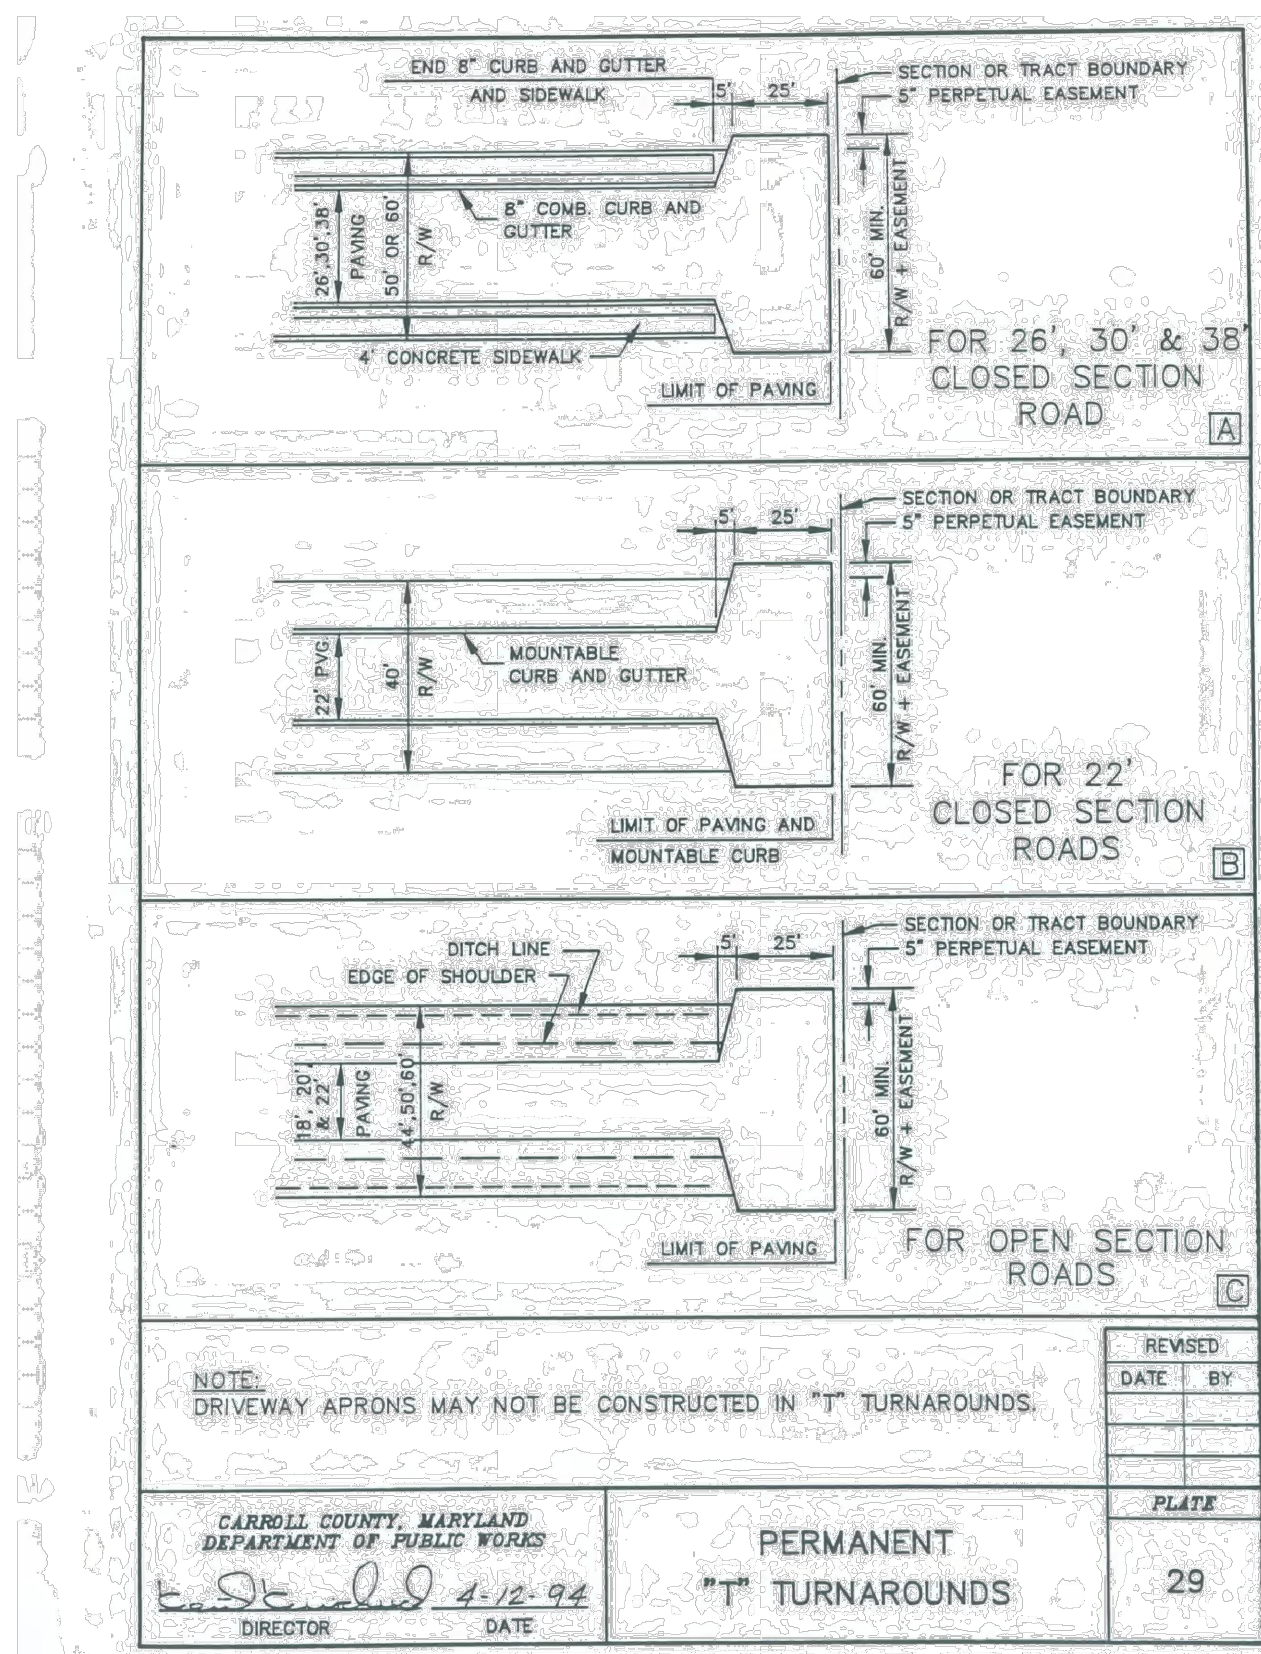 END 8" CURB AND GUTTER
AND SIDEWALK
5'
25'
SECTION OR TRACT BOUNDARY
5" PERPETUAL EASEMENT
26',30',38'
PAVING
50' OR 60'
R/W
8" COMB. CURB AND
GUTTER
60' MIN.
R/W + EASEMENT
4' CONCRETE SIDEWALK
LIMIT OF PAVING
FOR 26', 30' & 38'
CLOSED SECTION
ROAD
A
5'
25'
SECTION OR TRACT BOUNDARY
5" PERPETUAL EASEMENT
22' PVG.
40'
R/W
MOUNTABLE
CURB AND GUTTER
60' MIN.
R/W + EASEMENT
LIMIT OF PAVING AND
MOUNTABLE CURB
FOR 22'
CLOSED SECTION
ROADS
B
DITCH LINE
EDGE OF SHOULDER
5'
25'
SECTION OR TRACT BOUNDARY
5" PERPETUAL EASEMENT
18', 20',
& 22'
PAVING
44',50',60'
R/W
60' MIN.
R/W + EASEMENT
LIMIT OF PAVING
FOR OPEN SECTION
ROADS
C
NOTE:
DRIVEWAY APRONS MAY NOT BE CONSTRUCTED IN "T" TURNAROUNDS.
REVISED
DATE BY
CARROLL COUNTY, MARYLAND
DEPARTMENT OF PUBLIC WORKS
4-12-94
DIRECTOR DATE
PERMANENT
"T" TURNAROUNDS
PLATE
29